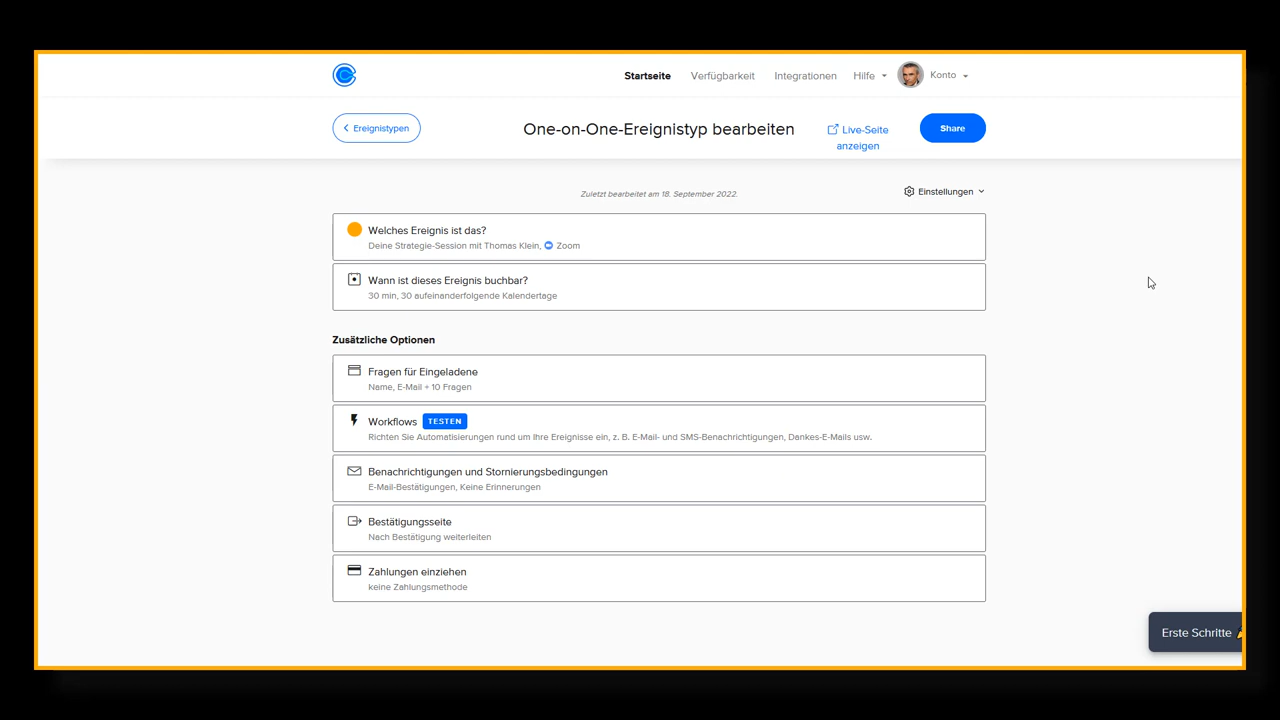 Startseite Verfügbarkeit Integrationen Hilfe Konto
Ereignistypen
One-on-One-Ereignistyp bearbeiten
Live-Seite
anzeigen
Share
Zuletzt bearbeitet am 18. September 2022.
Einstellungen
Welches Ereignis ist das?
Deine Strategie-Session mit Thomas Klein, Zoom
Wann ist dieses Ereignis buchbar?
30 min, 30 aufeinanderfolgende Kalendertage
Zusätzliche Optionen
Fragen für Eingeladene
Name, E-Mail + 10 Fragen
Workflows TESTEN
Richten Sie Automatisierungen rund um Ihre Ereignisse ein, z. B. E-Mail- und SMS-Benachrichtigungen, Dankes-E-Mails usw.
Benachrichtigungen und Stornierungsbedingungen
E-Mail-Bestätigungen, Keine Erinnerungen
Bestätigungsseite
Nach Bestätigung weiterleiten
Zahlungen einziehen
keine Zahlungsmethode
Erste Schritte